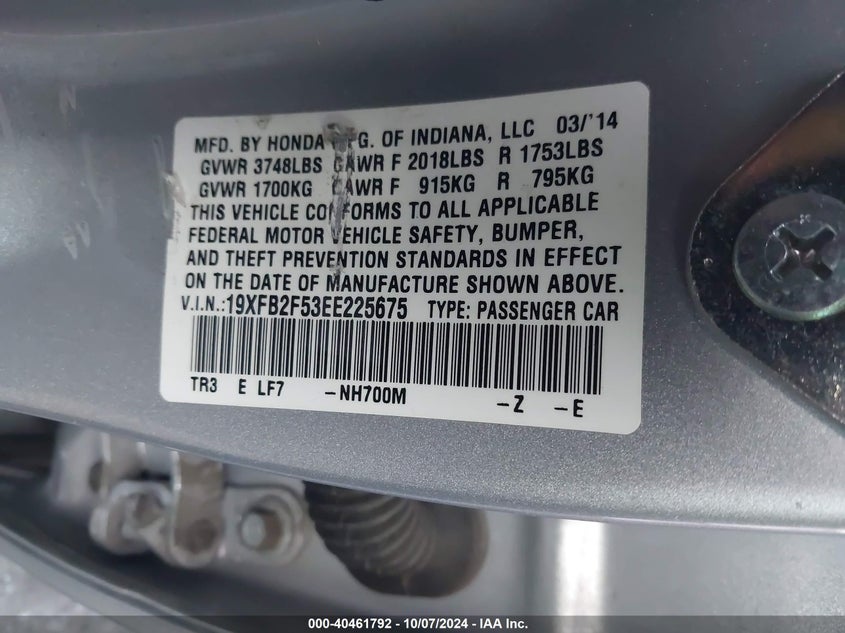 MFD. BY HONDA G. OF INDIANA, LLC 03/'14
GVWR 3748LBS GAWR F 2018LBS R 1753LBS
GVWR 1700KG GAWR F 915KG R 795KG
THIS VEHICLE CONFORMS TO ALL APPLICABLE
FEDERAL MOTOR VEHICLE SAFETY, BUMPER,
AND THEFT PREVENTION STANDARDS IN EFFECT
ON THE DATE OF MANUFACTURE SHOWN ABOVE.
V.I.N.:19XFB2F53EE225675 TYPE: PASSENGER CAR
TR3 E LF7 -NH700M -Z -E
000-40461792 - 10/07/2024 - IAA Inc.